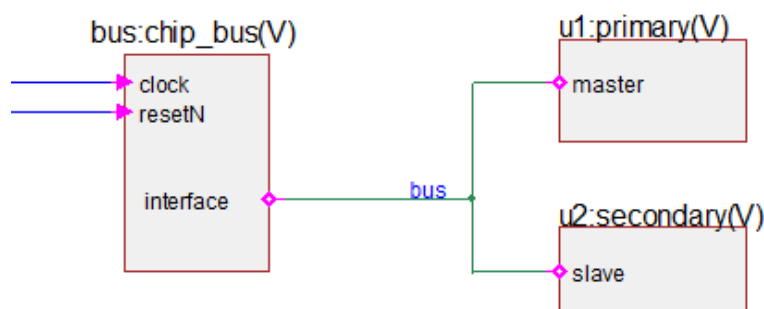 bus:chip_bus(V)
clock
resetN
interface
bus
u1:primary(V)
master
u2:secondary(V)
slave